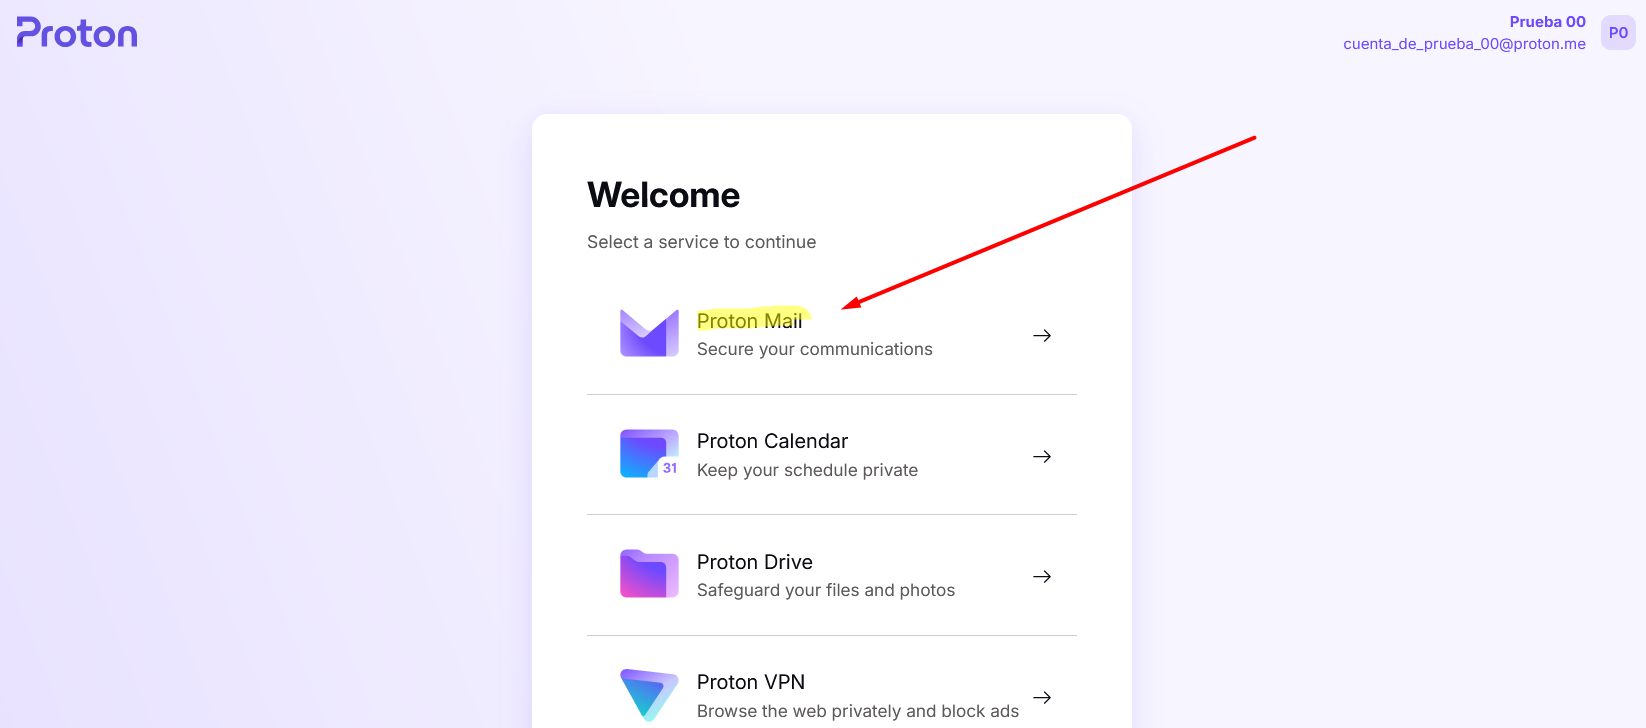 Proton
Prueba 00
cuenta_de_prueba_00@proton.me
P0
Welcome
Select a service to continue
Proton Mail
Secure your communications
31
Proton Calendar
Keep your schedule private
Proton Drive
Safeguard your files and photos
Proton VPN
Browse the web privately and block ads